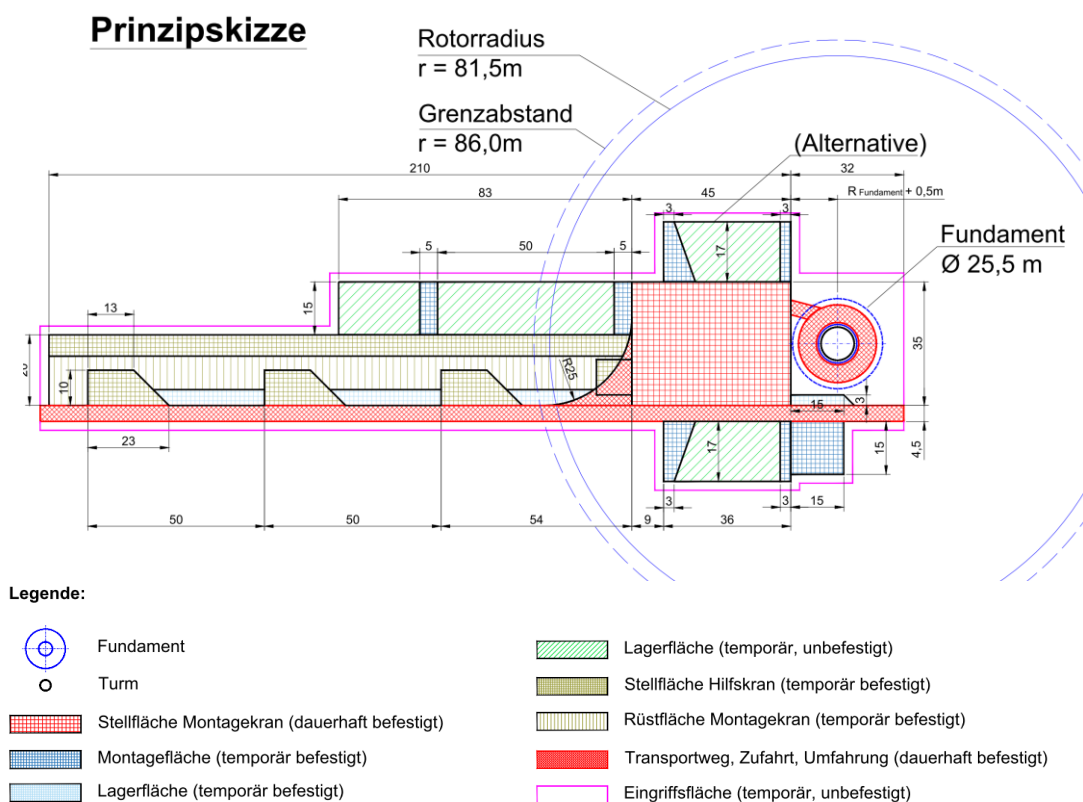 Prinzipskizze
Rotorradius
r = 81,5m
Grenzabstand
r = 86,0m
(Alternative)
210
32
83
45
R Fundament + 0,5m
3
3
5
50
5
17
Fundament
Ø 25,5 m
13
15
35
20
10
R25
3
15
23
17
15
4,5
3
3
15
50
50
54
9
36
Legende:
Fundament
Turm
Stellfläche Montagekran (dauerhaft befestigt)
Montagefläche (temporär befestigt)
Lagerfläche (temporär befestigt)
Lagerfläche (temporär, unbefestigt)
Stellfläche Hilfskran (temporär befestigt)
Rüstfläche Montagekran (temporär befestigt)
Transportweg, Zufahrt, Umfahrung (dauerhaft befestigt)
Eingriffsfläche (temporär, unbefestigt)